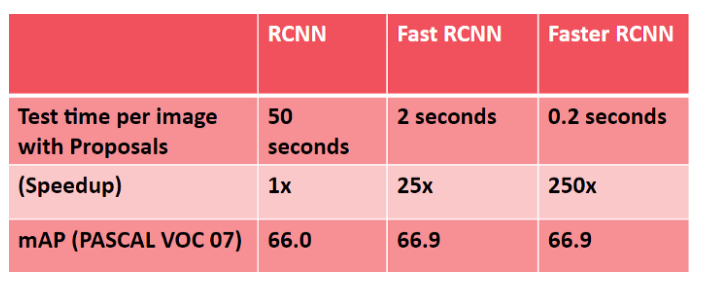 RCNN Fast RCNN Faster RCNN
Test time per image with Proposals 50 seconds 2 seconds 0.2 seconds
(Speedup) 1x 25x 250x
mAP (PASCAL VOC 07) 66.0 66.9 66.9